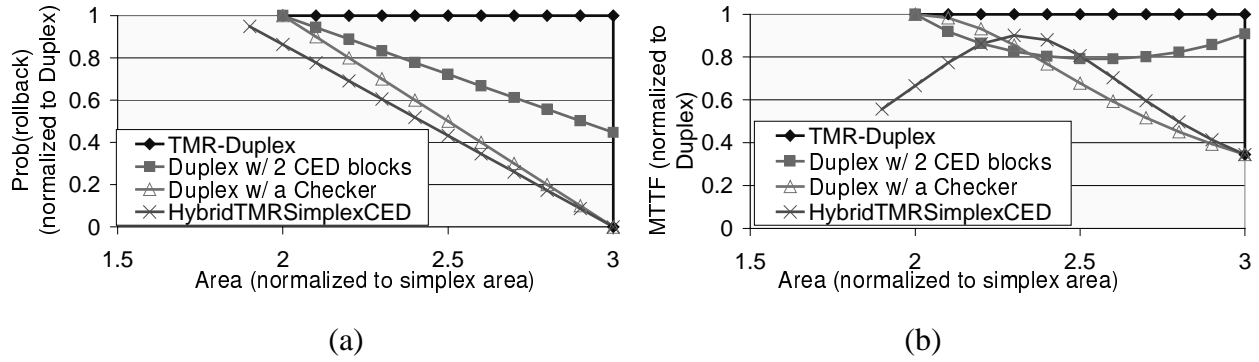 Prob(rollback)
(normalized to Duplex)
1
0.8
0.6
0.4
0.2
0
TMR-Duplex
Duplex w/ 2 CED blocks
Duplex w/ a Checker
HybridTMRSimplexCED
1.5
2
2.5
3
Area (normalized to simplex area)
(a)
MTTF (normalized to
Duplex)
1
0.8
0.6
0.4
0.2
0
TMR-Duplex
Duplex w/ 2 CED blocks
Duplex w/ a Checker
HybridTMRSimplexCED
1.5
2
2.5
3
Area (normalized to simplex area)
(b)